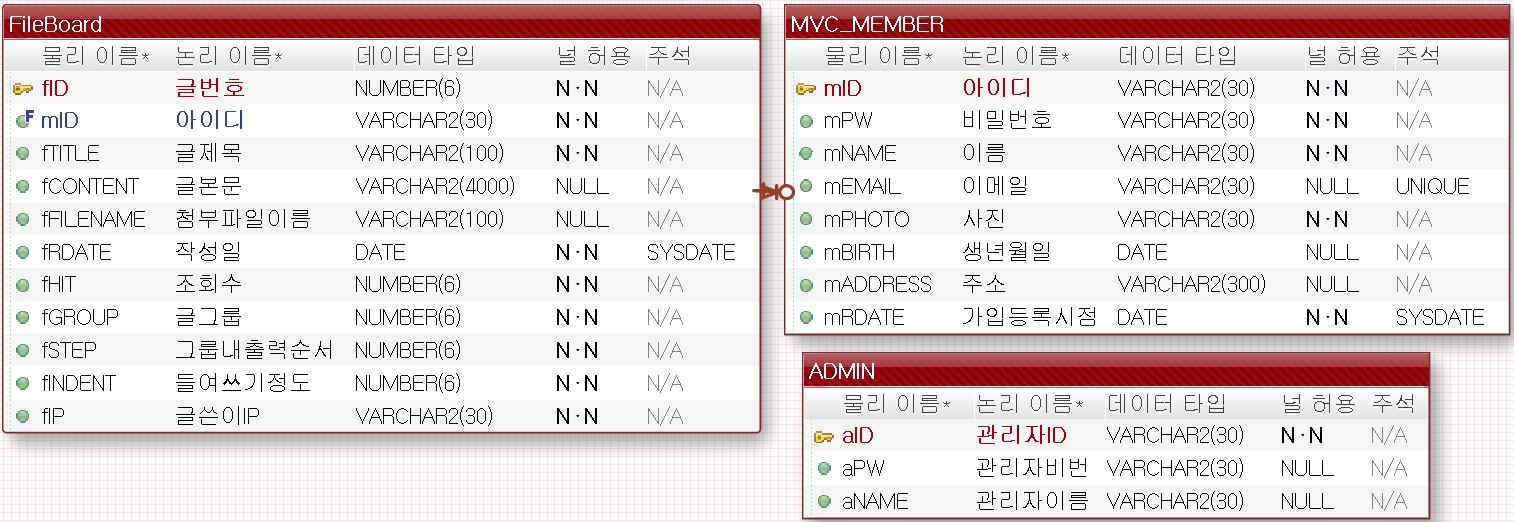 FileBoard
물리 이름* 논리 이름* 데이터 타입 널 허용 주석
fID 글번호 NUMBER(6) N·N N/A
mID 아이디 VARCHAR2(30) N·N N/A
fTITLE 글제목 VARCHAR2(100) N·N N/A
fCONTENT 글본문 VARCHAR2(4000) NULL N/A
fFILENAME 첨부파일이름 VARCHAR2(100) NULL N/A
fRDATE 작성일 DATE N·N SYSDATE
fHIT 조회수 NUMBER(6) N·N N/A
fGROUP 글그룹 NUMBER(6) N·N N/A
fSTEP 그룹내출력순서 NUMBER(6) N·N N/A
fINDENT 들여쓰기정도 NUMBER(6) N·N N/A
fIP 글쓴이IP VARCHAR2(30) N·N N/A
MVC_MEMBER
물리 이름* 논리 이름* 데이터 타입 널 허용 주석
mID 아이디 VARCHAR2(30) N·N N/A
mPW 비밀번호 VARCHAR2(30) N·N N/A
mNAME 이름 VARCHAR2(30) N·N N/A
mEMAIL 이메일 VARCHAR2(30) NULL UNIQUE
mPHOTO 사진 VARCHAR2(30) N·N N/A
mBIRTH 생년월일 DATE NULL N/A
mADDRESS 주소 VARCHAR2(300) NULL N/A
mRDATE 가입등록시점 DATE N·N SYSDATE
ADMIN
물리 이름* 논리 이름* 데이터 타입 널 허용 주석
aID 관리자ID VARCHAR2(30) N·N N/A
aPW 관리자비번 VARCHAR2(30) NULL N/A
aNAME 관리자이름 VARCHAR2(30) NULL N/A